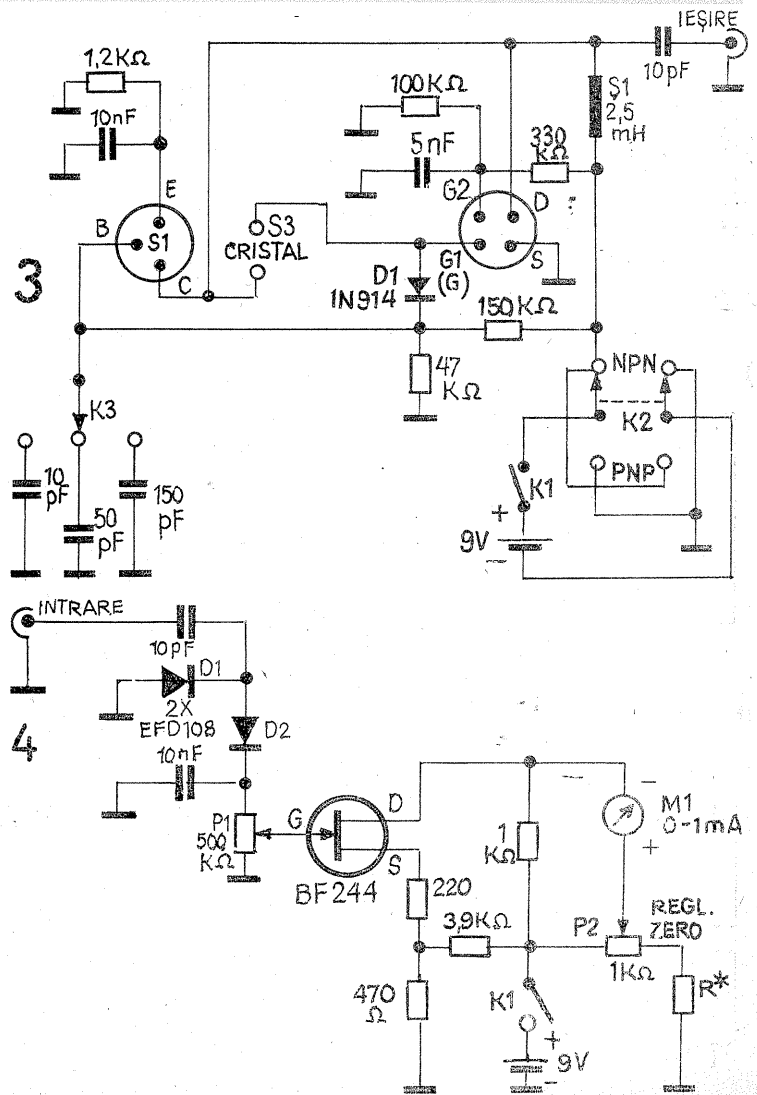 IEȘIRE
1,2KΩ
10pF
100KΩ
Ș1
2,5
mH
10nF
5nF
330
KΩ
E
G2
D
B
S1
S3
CRISTAL
G1
(G)
S
C
D1
1N914
3
150KΩ
47
KΩ
NPN
K3
K2
10
pF
150
pF
PNP
K1
50
pF
+
9V
−
INTRARE
10pF
D1
2X
EFD108
D2
4
10nF
P1
500
KΩ
G
D
S
BF244
1
KΩ
−
M1
0-1mA
+
220
3,9KΩ
P2
REGL.
ZERO
1KΩ
470
Ω
K1
R*
+
9V
−